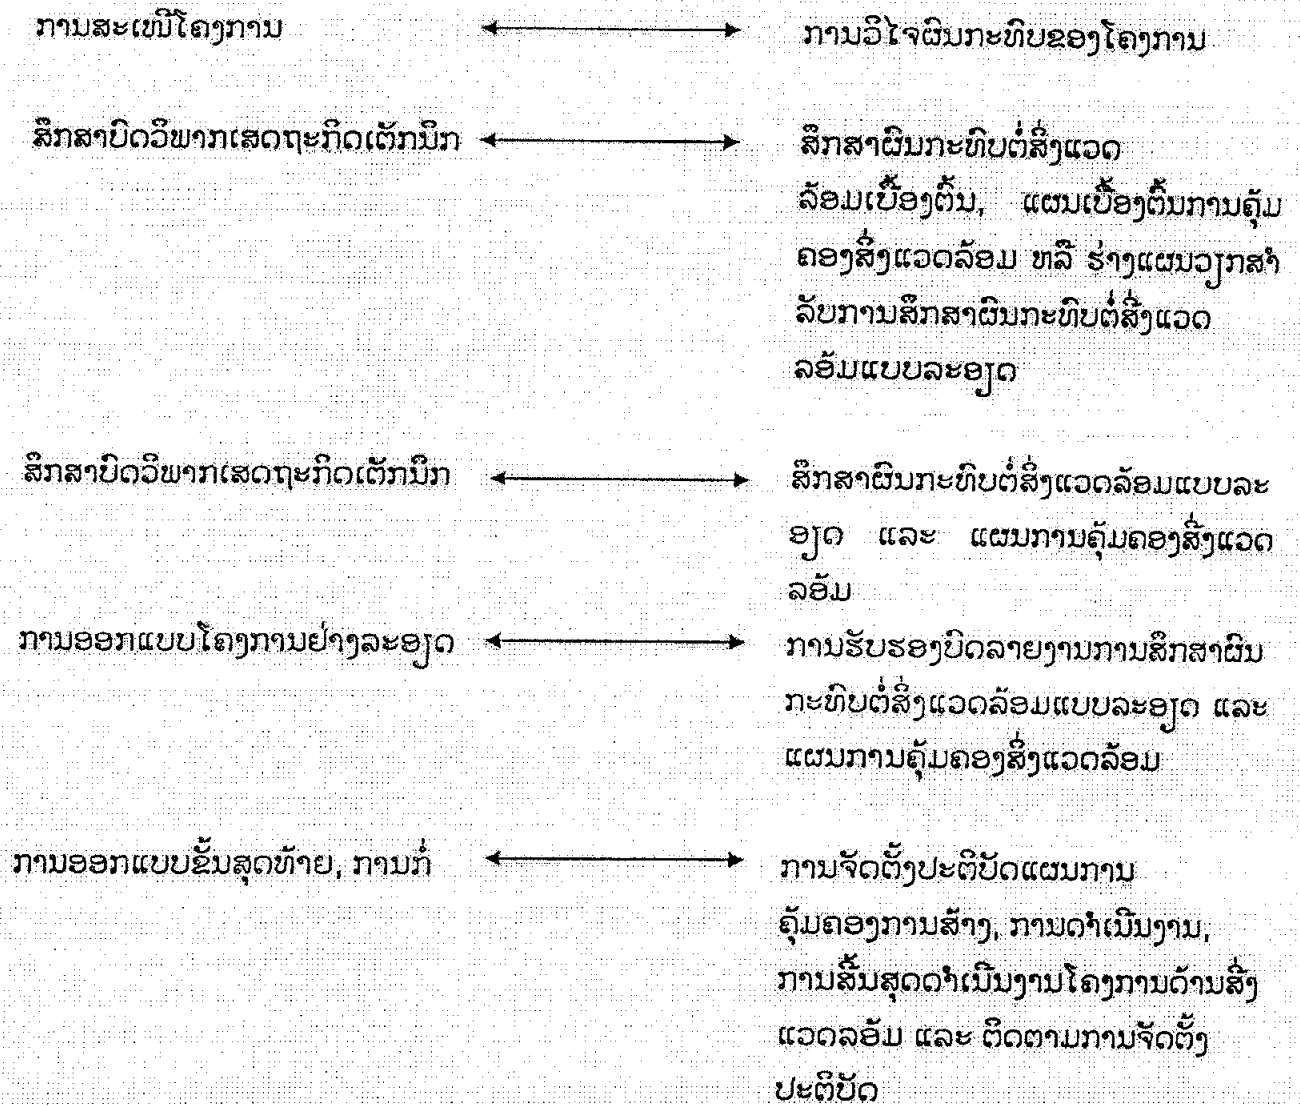 ການສະເໜີໂຄງການ
ການວິໄຈຜົນກະທົບຂອງໂຄງການ
ສຶກສາບົດວິພາກເສດຖະກິດເຕັກນິກ
ສຶກສາຜົນກະທົບຕໍ່ສິ່ງແວດ
ລ້ອມເບື້ອງຕົ້ນ, ແຜນເບື້ອງຕົ້ນການຄຸ້ມ
ຄອງສິ່ງແວດລ້ອມ ຫລື ຮ່າງແຜນວຽກສຳ
ລັບການສຶກສາຜົນກະທົບຕໍ່ສິ່ງແວດ
ລອ້ມແບບລະອຽດ
ສຶກສາບົດວິພາກເສດຖະກິດເຕັກນິກ
ສຶກສາຜົນກະທົບຕໍ່ສິ່ງແວດລ້ອມແບບລະ
ອຽດ ແລະ ແຜນການຄຸ້ມຄອງສິ່ງແວດ
ລອ້ມ
ການອອກແບບໂຄງການຢ່າງລະອຽດ
ການຮັບຮອງບົດລາຍງານການສຶກສາຜົນ
ກະທົບຕໍ່ສິ່ງແວດລ້ອມແບບລະອຽດ ແລະ
ແຜນການຄຸ້ມຄອງສິ່ງແວດລ້ອມ
ການອອກແບບຂັ້ນສຸດທ້າຍ, ການກໍ່
ການຈັດຕັ້ງປະຕິບັດແຜນການ
ຄຸ້ມຄອງການສ້າງ, ການດຳເນີນງານ,
ການສິ້ນສຸດດຳເນີນງານໂຄງການດ້ານສິ່ງ
ແວດລອ້ມ ແລະ ຕິດຕາມການຈັດຕັ້ງ
ປະຕິບັດ